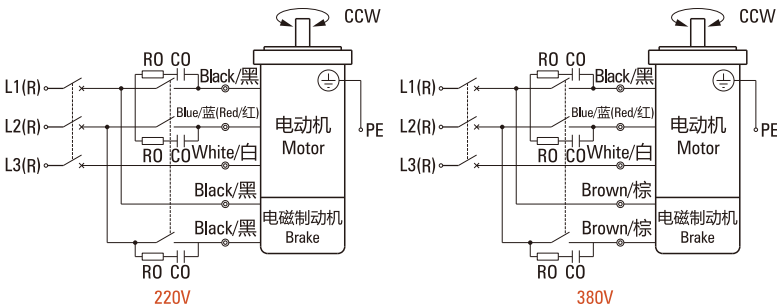 CCW
RO CO
L1(R)
Black/黑
L2(R)
Blue/蓝(Red/红)
电动机
Motor
PE
RO CO
L3(R)
White/白
Black/黑
电磁制动机
Brake
Black/黑
RO CO
220V
CCW
RO CO
L1(R)
Black/黑
L2(R)
Blue/蓝(Red/红)
电动机
Motor
PE
RO CO
L3(R)
White/白
Brown/棕
电磁制动机
Brake
Brown/棕
RO CO
380V